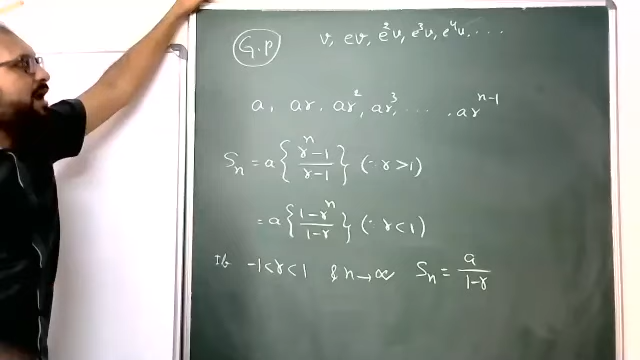 G.P v, ev, e²v, e³v, e⁴v, ....
a, ar, ar², ar³, ...., ar^{n-1}
Sₙ = a { (rⁿ-1)/(r-1) } (∵ r>1)
= a { (1-rⁿ)/(1-r) } (∵ r<1)
If -1<r<1 & n→∞ Sₙ = a/(1-r)